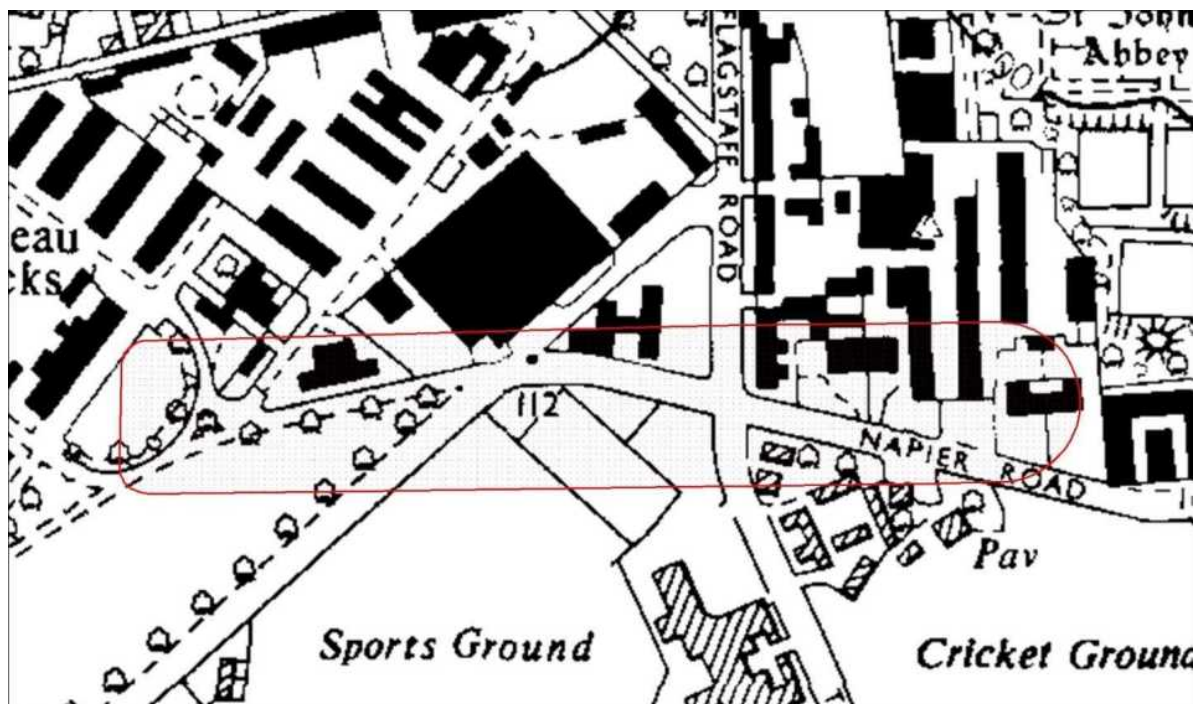 St John
Abbey
FLAGSTAFF ROAD
eau
cks
112
NAPIER ROAD
Pav
Sports Ground
Cricket Ground